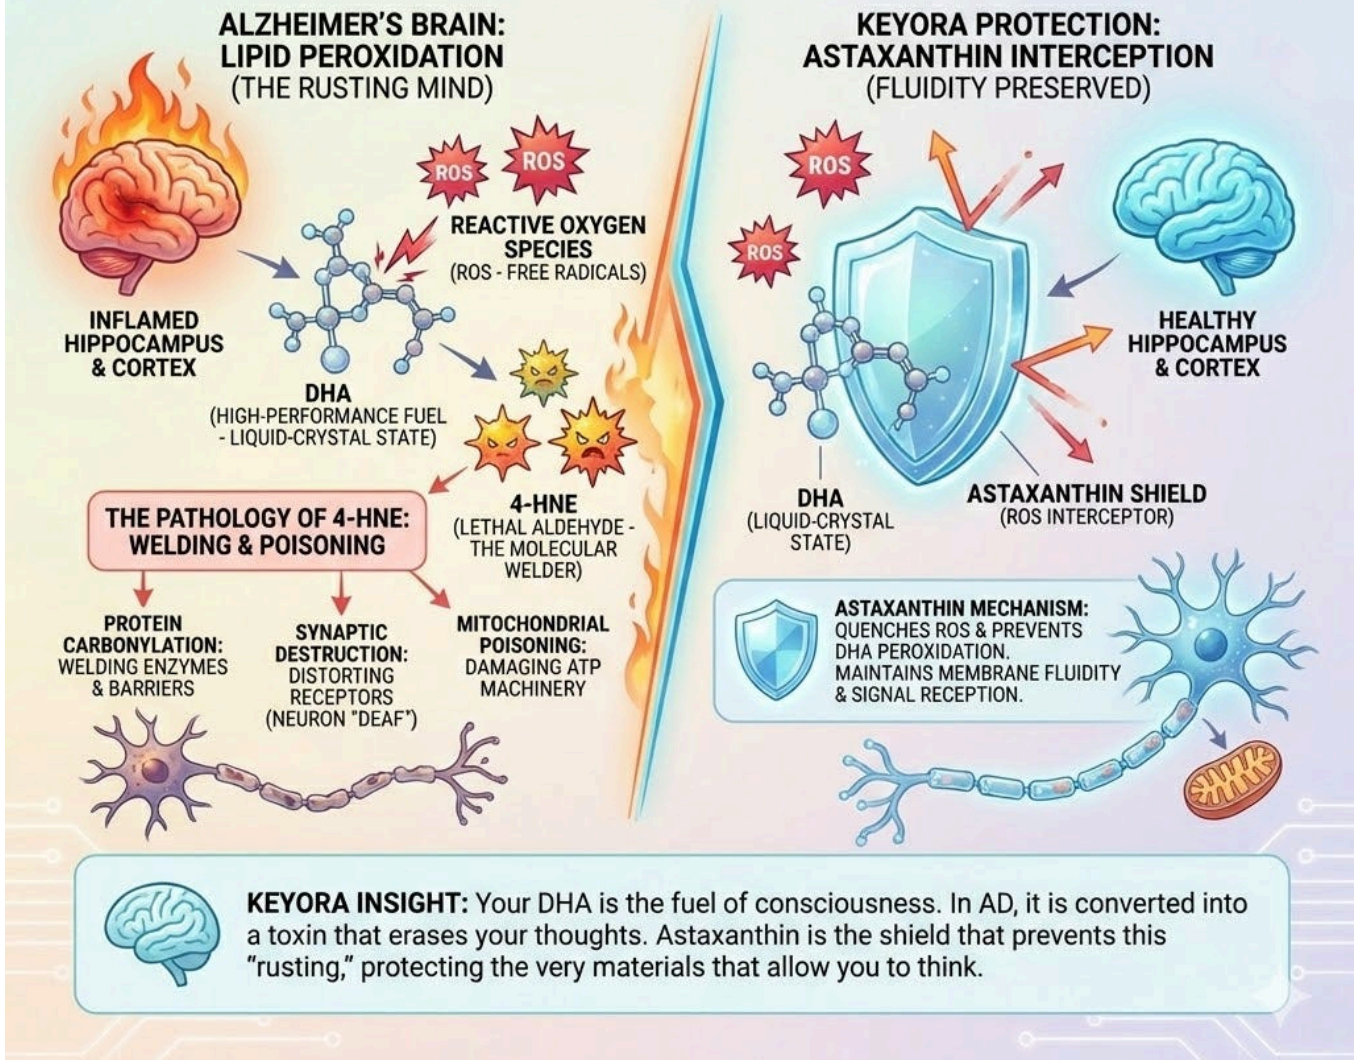 ALZHEIMER'S BRAIN:
LIPID PEROXIDATION
(THE RUSTING MIND)
ROS
ROS
REACTIVE OXYGEN
SPECIES
(ROS - FREE RADICALS)
INFLAMED
HIPPOCAMPUS
& CORTEX
DHA
(HIGH-PERFORMANCE FUEL
- LIQUID-CRYSTAL STATE)
4-HNE
(LETHAL ALDEHYDE -
THE MOLECULAR
WELDER)
THE PATHOLOGY OF 4-HNE:
WELDING & POISONING
PROTEIN
CARBONYLATION:
WELDING ENZYMES
& BARRIERS
SYNAPTIC
DESTRUCTION:
DISTORTING
RECEPTORS
(NEURON "DEAF")
MITOCHONDRIAL
POISONING:
DAMAGING ATP
MACHINERY
KEYORA PROTECTION:
ASTAXANTHIN INTERCEPTION
(FLUIDITY PRESERVED)
ROS
ROS
HEALTHY
HIPPOCAMPUS
& CORTEX
DHA
(LIQUID-CRYSTAL
STATE)
ASTAXANTHIN SHIELD
(ROS INTERCEPTOR)
ASTAXANTHIN MECHANISM:
QUENCHES ROS & PREVENTS
DHA PEROXIDATION.
MAINTAINS MEMBRANE FLUIDITY
& SIGNAL RECEPTION.
KEYORA INSIGHT: Your DHA is the fuel of consciousness. In AD, it is converted into
a toxin that erases your thoughts. Astaxanthin is the shield that prevents this
"rusting," protecting the very materials that allow you to think.